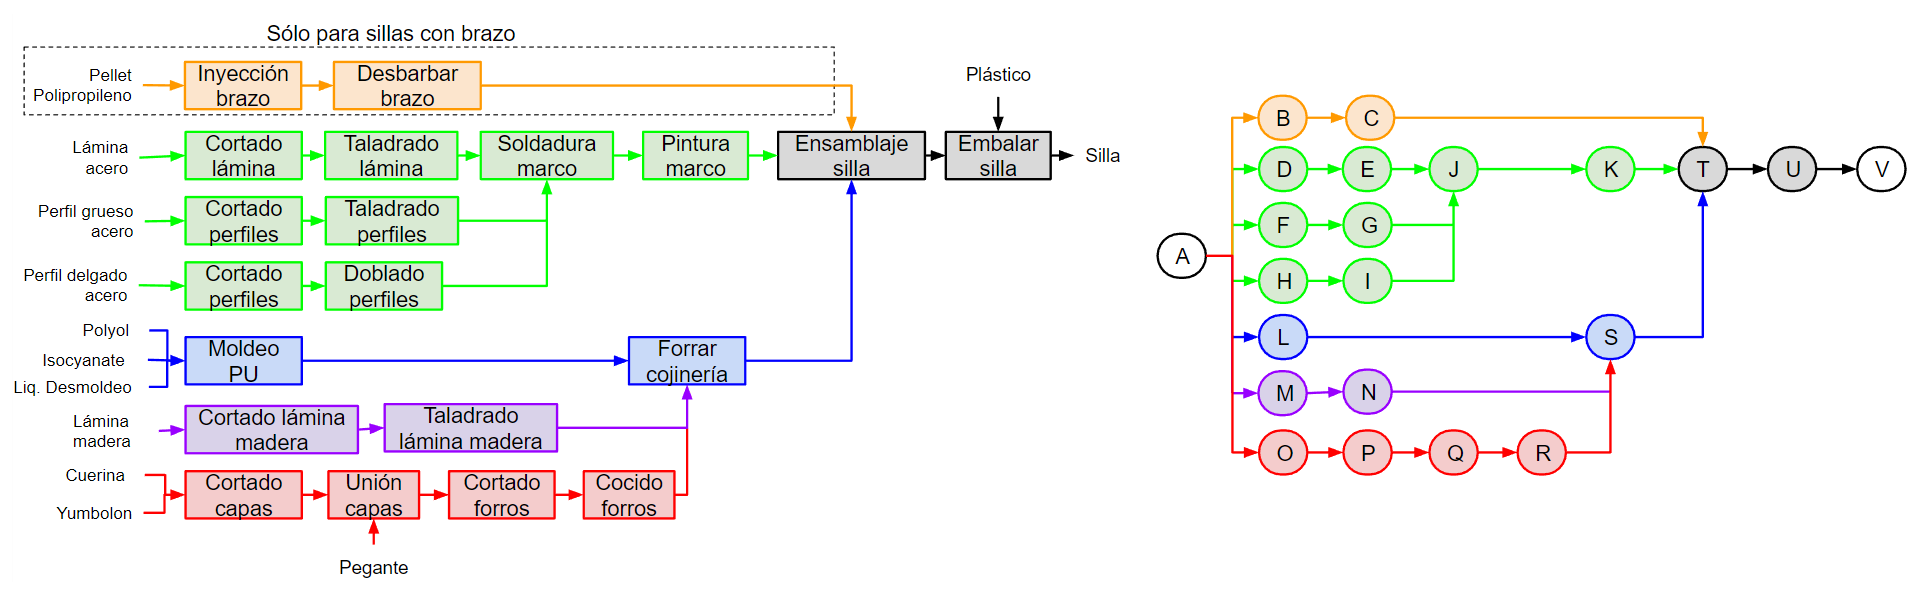 Sólo para sillas con brazo
Pellet
Polipropileno
Inyección
brazo
Desbarbar
brazo
Plástico
Lámina
acero
Cortado
lámina
Taladrado
lámina
Soldadura
marco
Pintura
marco
Ensamblaje
silla
Embalar
silla
Silla
Perfil grueso
acero
Cortado
perfiles
Taladrado
perfiles
Perfil delgado
acero
Cortado
perfiles
Doblado
perfiles
Polyol
Isocyanate
Liq. Desmoldeo
Moldeo
PU
Forrar
cojinería
Lámina
madera
Cortado lámina
madera
Taladrado
lámina madera
Cuerina
Yumbolon
Cortado
capas
Unión
capas
Cortado
forros
Cocido
forros
Pegante
A
B C
D E J K T U V
F G
H I
L S
M N
O P Q R